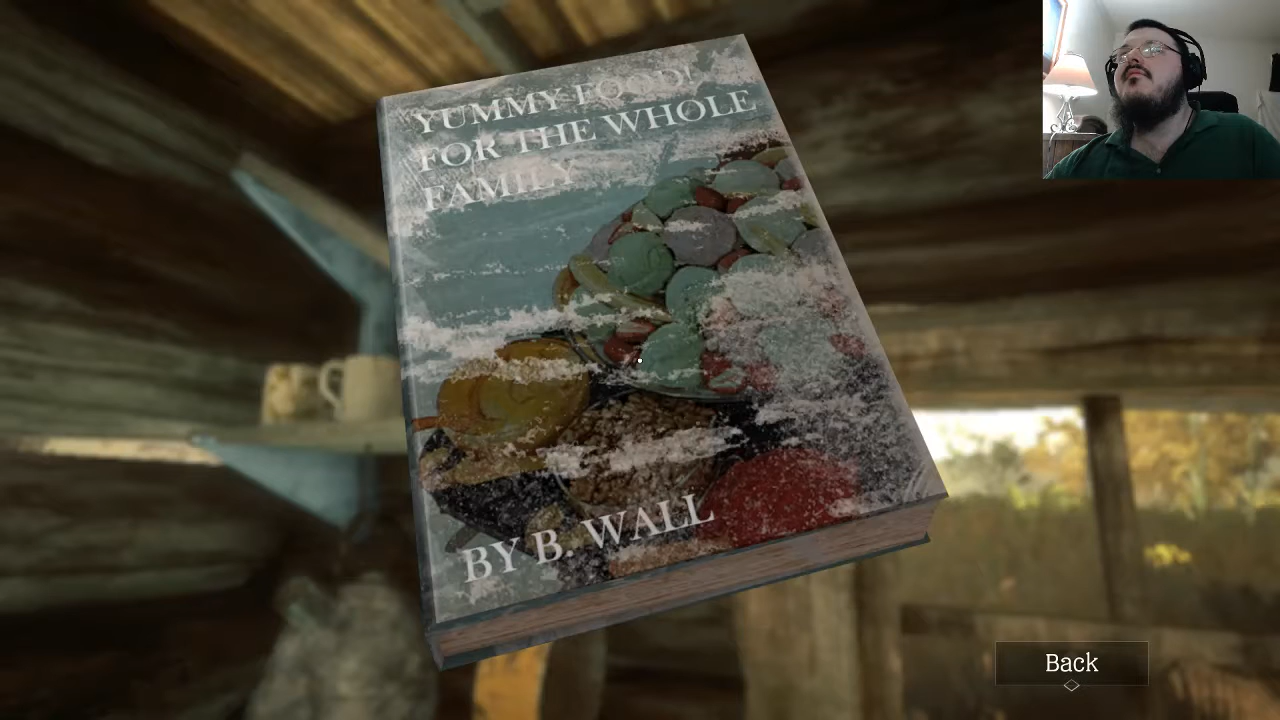 YUMMY FOOD!
FOR THE WHOLE
FAMILY
BY B. WALL
Back